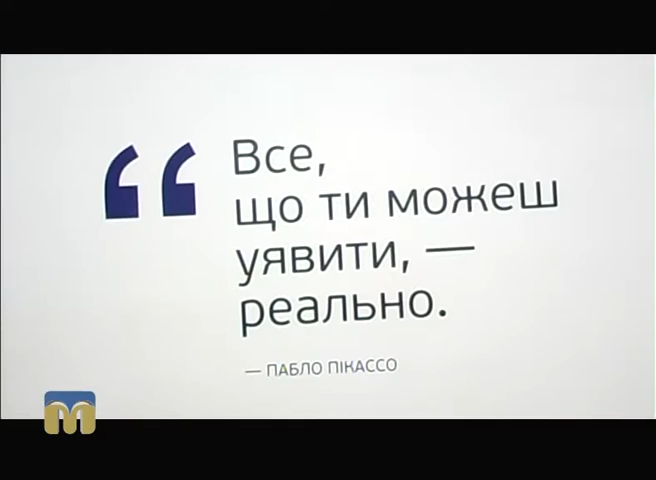 Все,
що ти можеш
уявити, —
реально.
— ПАБЛО ПІКАССО